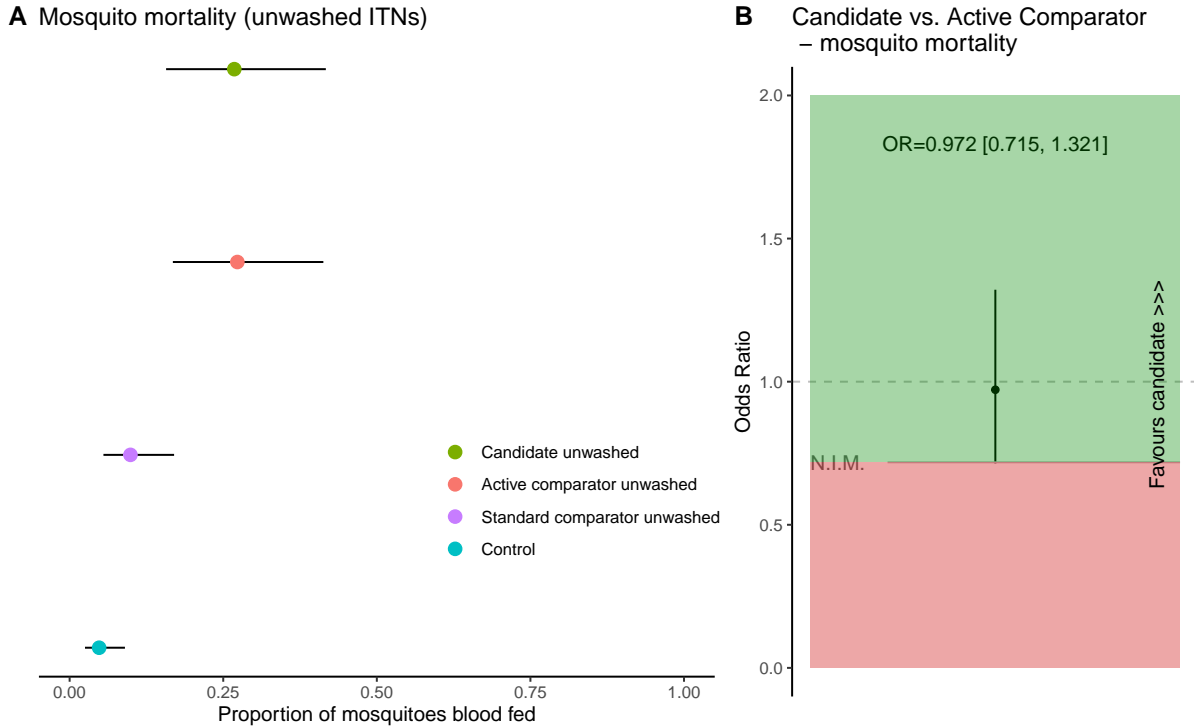 A Mosquito mortality (unwashed ITNs)
Candidate unwashed
Active comparator unwashed
Standard comparator unwashed
Control
0.00 0.25 0.50 0.75 1.00
Proportion of mosquitoes blood fed
B Candidate vs. Active Comparator
– mosquito mortality
OR=0.972 [0.715, 1.321]
2.0
1.5
1.0
0.5
0.0
Odds Ratio
N.I.M.
Favours candidate >>>